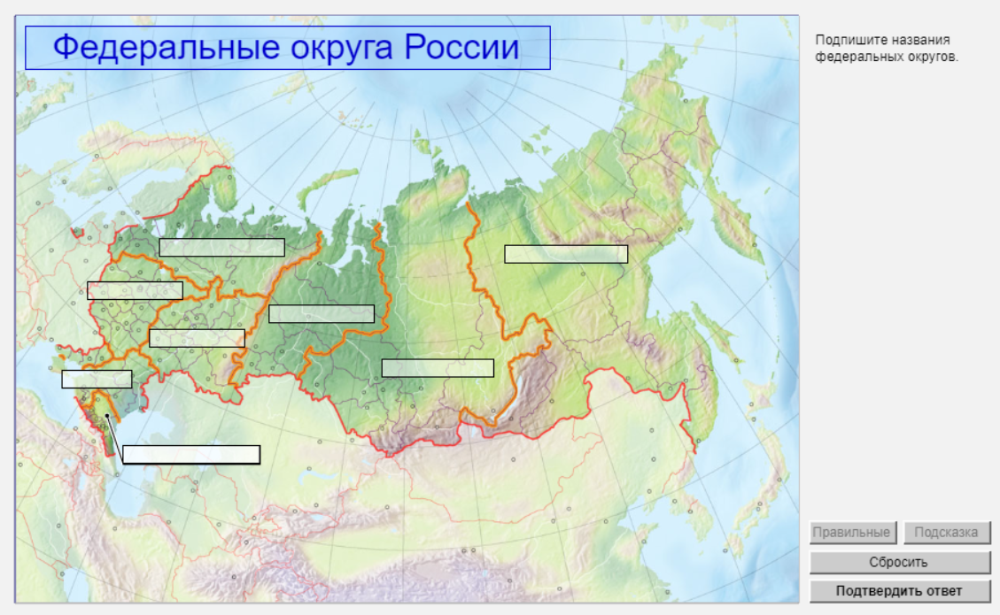 Федеральные округа России
Подпишите названия
федеральных округов.
Правильные
Подсказка
Сбросить
Подтвердить ответ